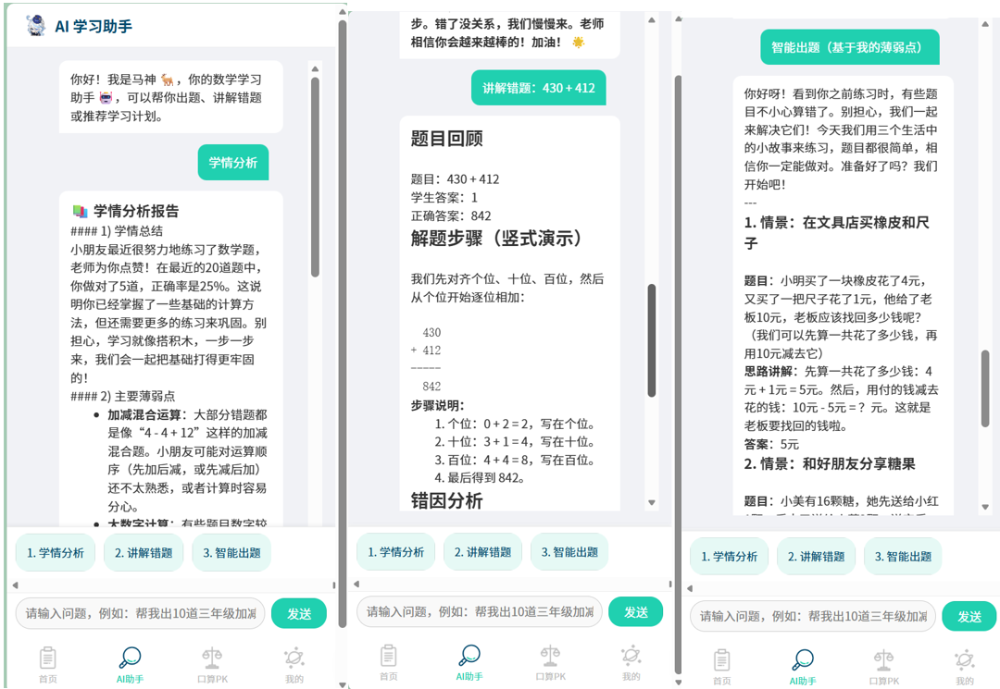 AI 学习助手
你好！我是马神 🐎，你的数学学习
助手 🤖，可以帮你出题、讲解错题
或推荐学习计划。
学情分析
📚 学情分析报告
#### 1) 学情总结
小朋友最近很努力地练习了数学题，
老师为你点赞！在最近的20道题中，
你做对了5道，正确率是25%。这说
明你已经掌握了一些基础的计算方
法，但还需要更多的练习来巩固。别
担心，学习就像搭积木，一步一步
来，我们会一起把基础打得更牢固
的！
#### 2) 主要薄弱点
• 加减混合运算：大部分错题都
是像“4 - 4 + 12”这样的加减
混合题。小朋友可能对运算顺
序（先加后减，或先减后加）
还不太熟悉，或者计算时容易
分心。
• 大数字计算：有些题目数字较
1. 学情分析
2. 讲解错题
3. 智能出题
请输入问题，例如：帮我出10道三年级加减
发送
首页
AI助手
口算PK
我的
步。错了没关系，我们慢慢来。老师
相信你会越来越棒的！加油！ 🌟
讲解错题：430 + 412
题目回顾
题目：430 + 412
学生答案：1
正确答案：842
解题步骤（竖式演示）
我们先对齐个位、十位、百位，然后
从个位开始逐位相加：
430
+ 412
-----
842
步骤说明：
1. 个位：0 + 2 = 2，写在个位。
2. 十位：3 + 1 = 4，写在十位。
3. 百位：4 + 4 = 8，写在百位。
4. 最后得到 842。
错因分析
1. 学情分析
2. 讲解错题
3. 智能出题
请输入问题，例如：帮我出10道三年级加减
发送
首页
AI助手
口算PK
我的
智能出题（基于我的薄弱点）
你好呀！看到你之前练习时，有些题
目不小心算错了。别担心，我们一起
来解决它们！今天我们用三个生活中
的小故事来练习，题目都很简单，相
信你一定能做对。准备好了吗？我们
开始吧！
---
1. 情景：在文具店买橡皮和尺
子
题目：小明买了一块橡皮花了4元，
又买了一把尺子花了1元，他给了老
板10元，老板应该找回多少钱呢？
（我们可以先算一共花了多少钱，再
用10元减去它）
思路讲解：先算一共花了多少钱：4
元 + 1元 = 5元。然后，用付的钱减去
花的钱：10元 - 5元 = ？元。这就是
老板要找回的钱啦。
答案：5元
2. 情景：和好朋友分享糖果
题目：小美有16颗糖，她先送给小红
1. 学情分析
2. 讲解错题
3. 智能出题
请输入问题，例如：帮我出10道三年级加减
发送
首页
AI助手
口算PK
我的